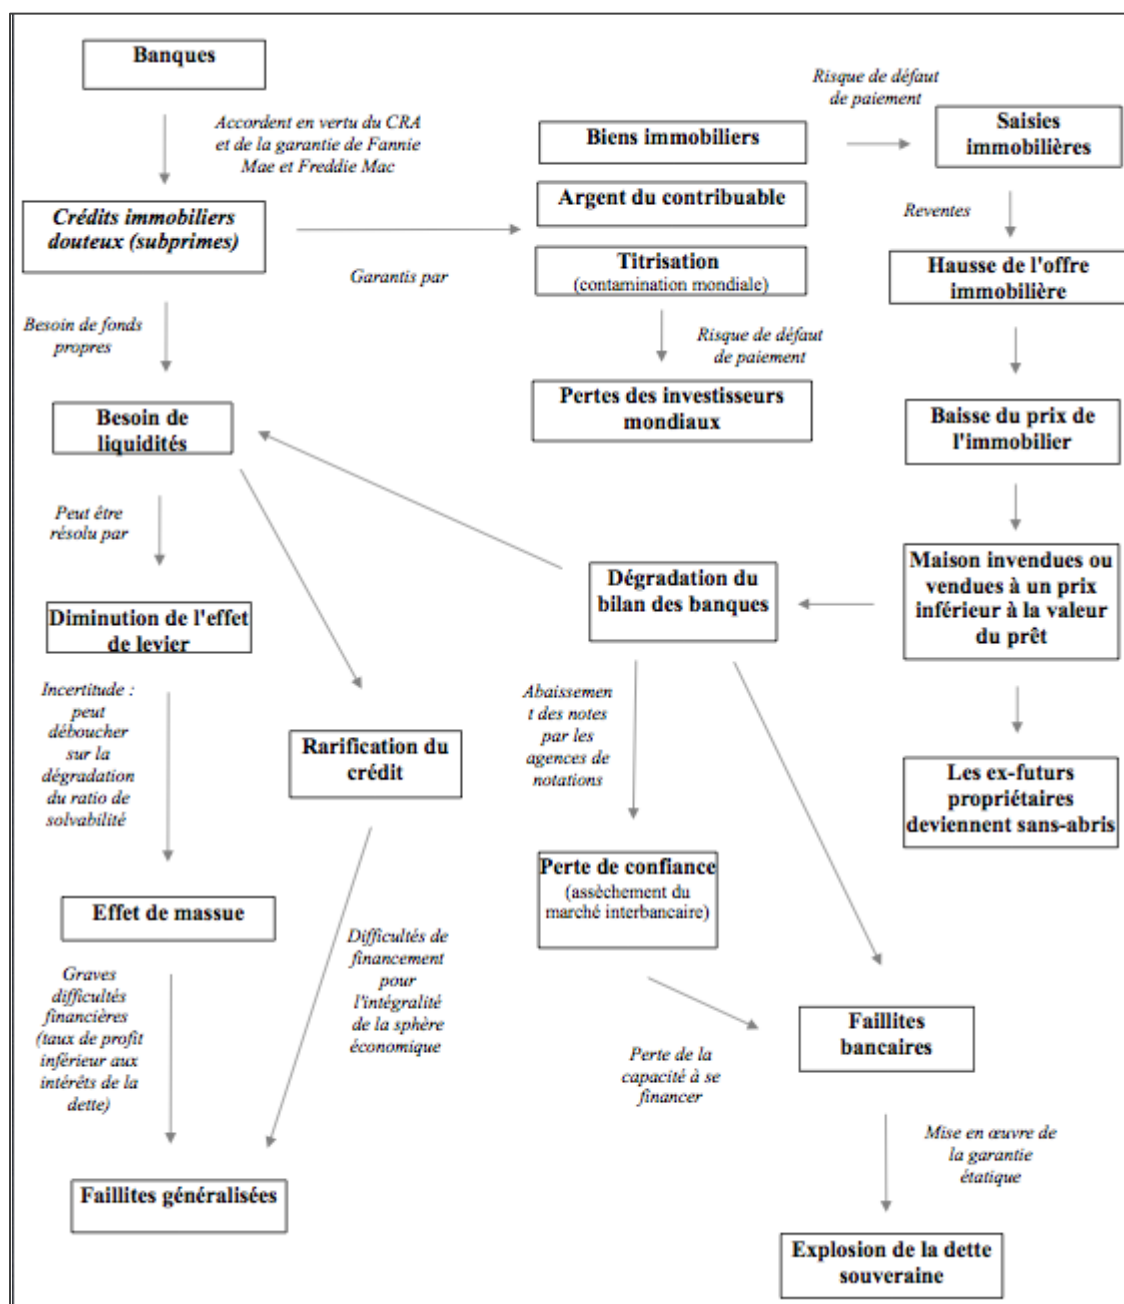 Banques
Accordent en vertu du CRA
et de la garantie de Fannie
Mae et Freddie Mac
Crédits immobiliers
douteux (subprimes)
Garantis par
Biens immobiliers
Argent du contribuable
Titrisation
(contamination mondiale)
Risque de défaut
de paiement
Saisies
immobilières
Reventes
Hausse de l'offre
immobilière
Risque de défaut
de paiement
Pertes des investisseurs
mondiaux
Baisse du prix de
l'immobilier
Besoin de fonds
propres
Besoin de
liquidités
Peut être
résolu par
Diminution de l'effet
de levier
Dégradation du
bilan des banques
Maison invendues ou
vendues à un prix
inférieur à la valeur
du prêt
Incertitude :
peut
déboucher
sur la
dégradation
du ratio de
solvabilité
Rarification du
crédit
Abaissemen
t des notes
par les
agences de
notations
Les ex-futurs
propriétaires
deviennent sans-abris
Effet de massue
Perte de confiance
(assèchement du
marché interbancaire)
Graves
difficultés
financières
(taux de profit
inférieur aux
intérêts de la
dette)
Difficultés de
financement
pour
l'intégralité
de la sphère
économique
Perte de la
capacité à se
financer
Faillites
bancaires
Mise en œuvre de
la garantie
étatique
Faillites généralisées
Explosion de la dette
souveraine